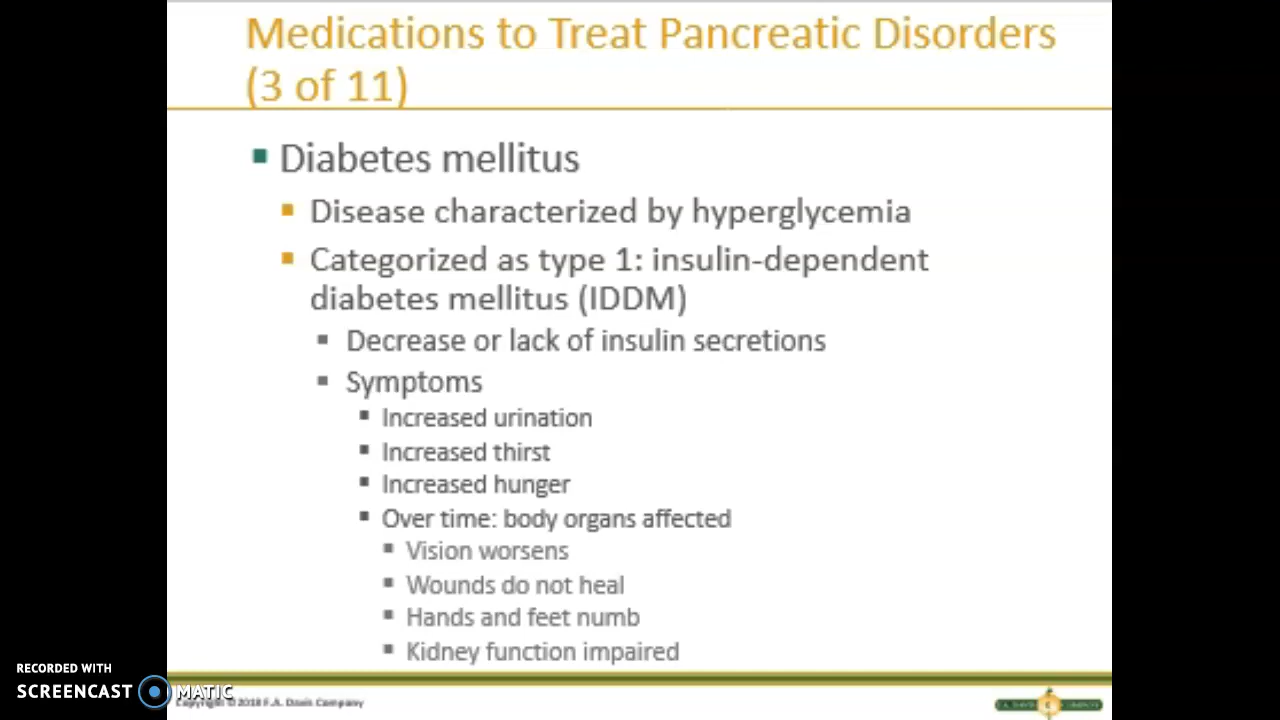 Medications to Treat Pancreatic Disorders
(3 of 11)
Diabetes mellitus
Disease characterized by hyperglycemia
Categorized as type 1: insulin-dependent
diabetes mellitus (IDDM)
Decrease or lack of insulin secretions
Symptoms
Increased urination
Increased thirst
Increased hunger
Over time: body organs affected
Vision worsens
Wounds do not heal
Hands and feet numb
Kidney function impaired
RECORDED WITH
SCREENCAST MATIC
Copyright ©2018 F.A. Davis Company